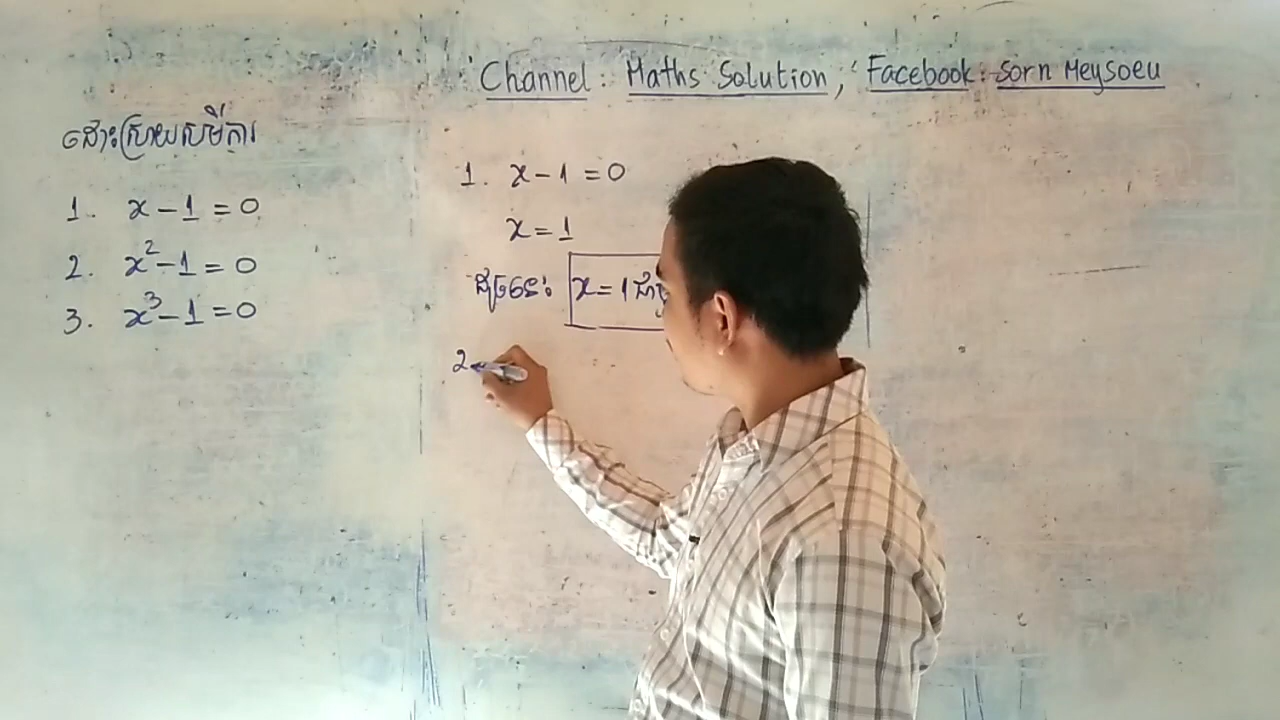 Channel : Maths Solution, Facebook : Sorn Meysoeu
ដោះស្រាយសមីការ
1. x - 1 = 0
2. x² - 1 = 0
3. x³ - 1 = 0
1. x - 1 = 0
x = 1
ដូចនេះ x = 1 ជា
2